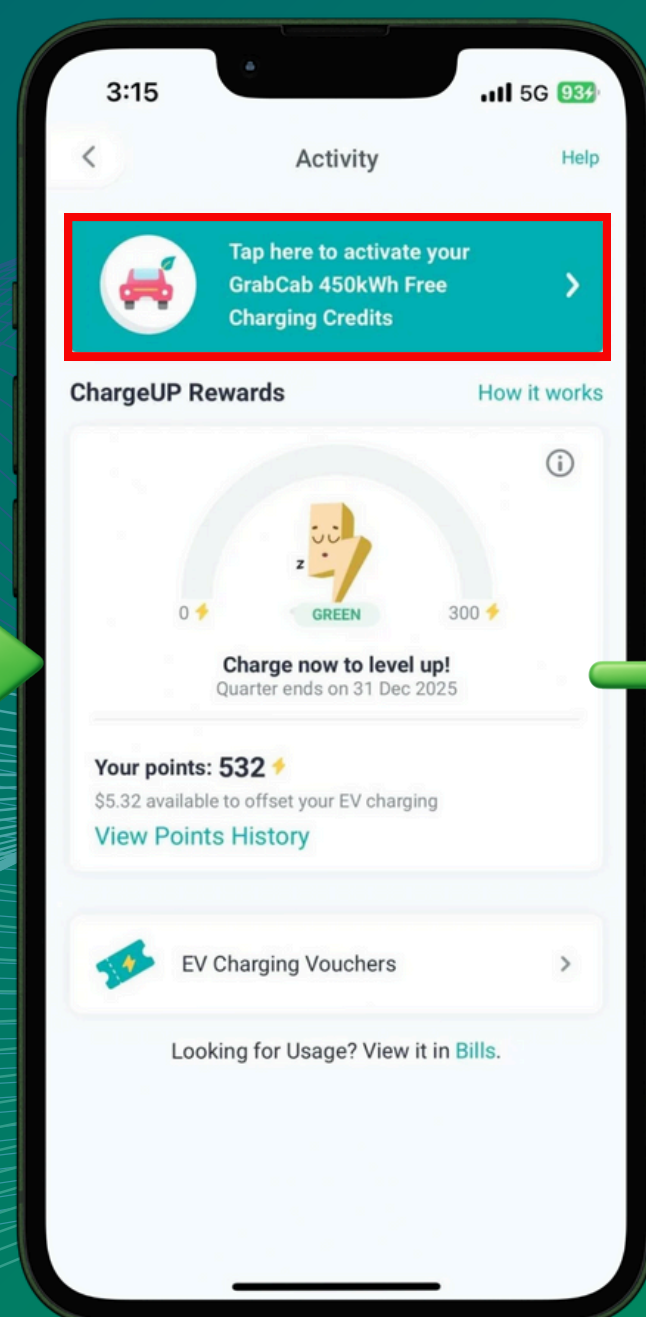 3:15
5G 93
Activity
Help
Tap here to activate your
GrabCab 450kWh Free
Charging Credits
ChargeUP Rewards
How it works
z
0
GREEN
300
Charge now to level up!
Quarter ends on 31 Dec 2025
Your points: 532
$5.32 available to offset your EV charging
View Points History
EV Charging Vouchers
Looking for Usage? View it in Bills.